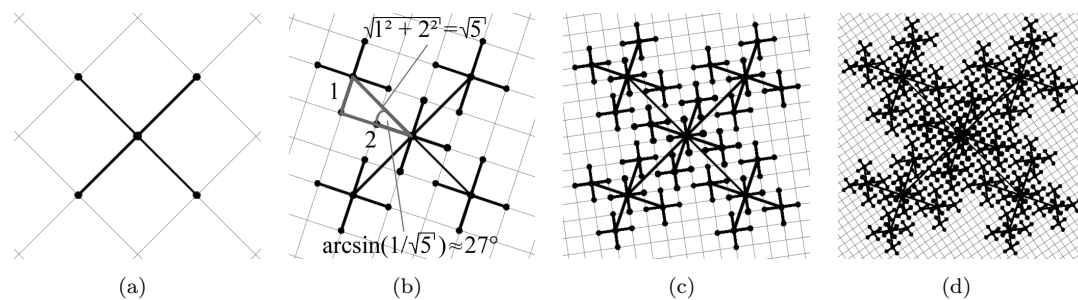 √1² + 2² = √5
1
2
arcsin(1/√5)≈27°
(a) (b) (c) (d)